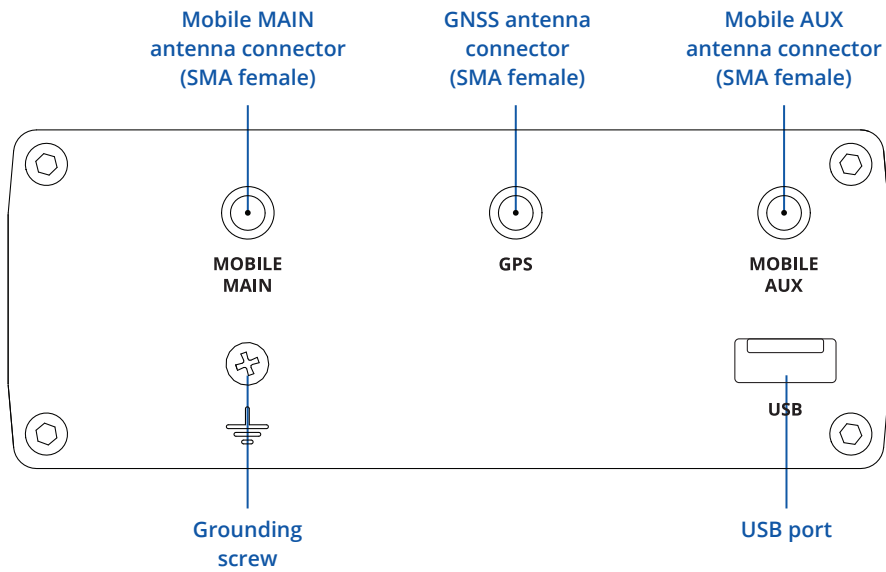 Mobile MAIN
antenna connector
(SMA female)
GNSS antenna
connector
(SMA female)
Mobile AUX
antenna connector
(SMA female)
MOBILE
MAIN
GPS
MOBILE
AUX
USB
Grounding
screw
USB port